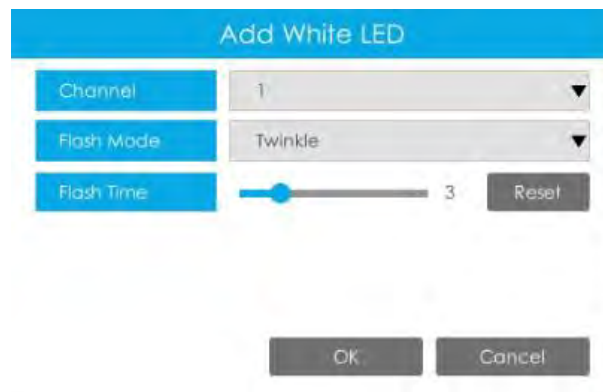 Add White LED
Channel 1
Flash Mode Twinkle
Flash Time 3 Reset
OK Cancel